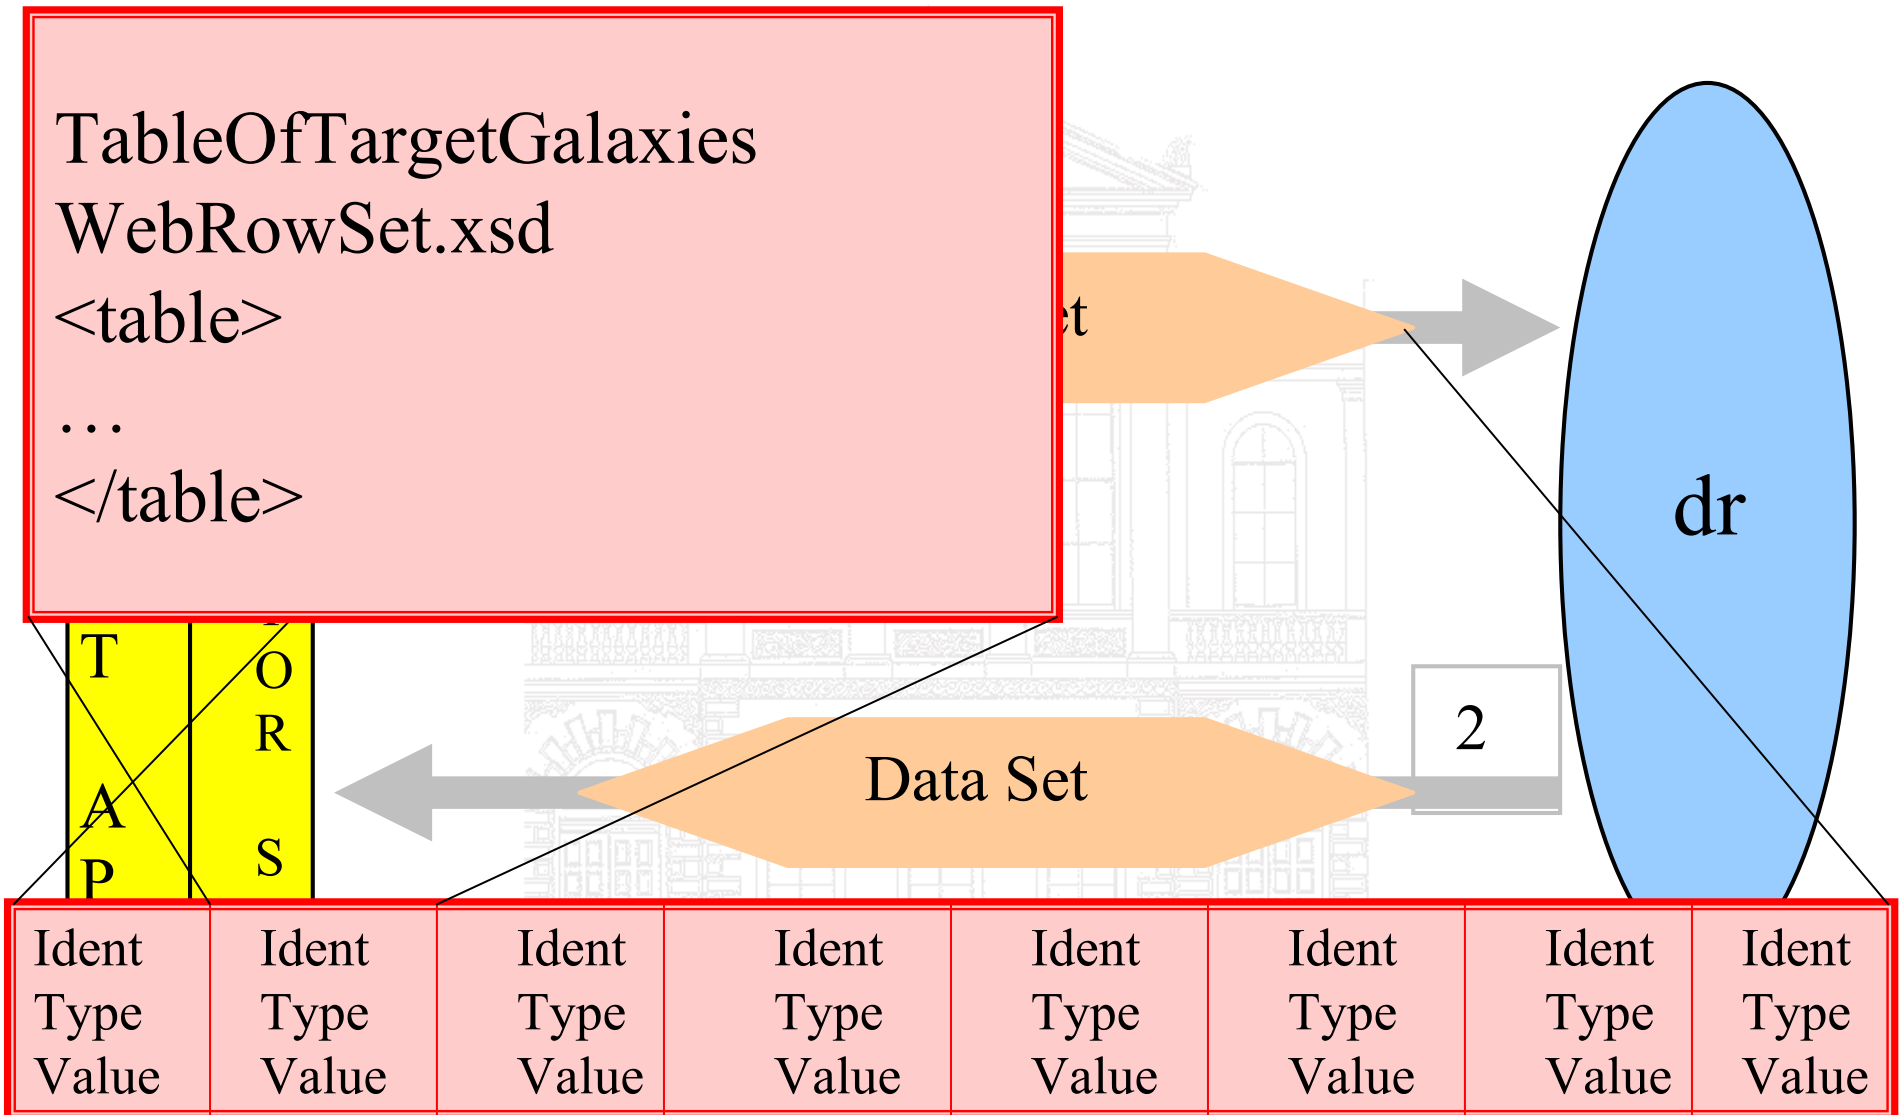 TableOfTargetGalaxies
WebRowSet.xsd
<table>
…
</table>
et
dr
T
A
P
O
R
S
2
Data Set
Ident Ident Ident Ident Ident Ident Ident Ident
Type Type Type Type Type Type Type Type
Value Value Value Value Value Value Value Value